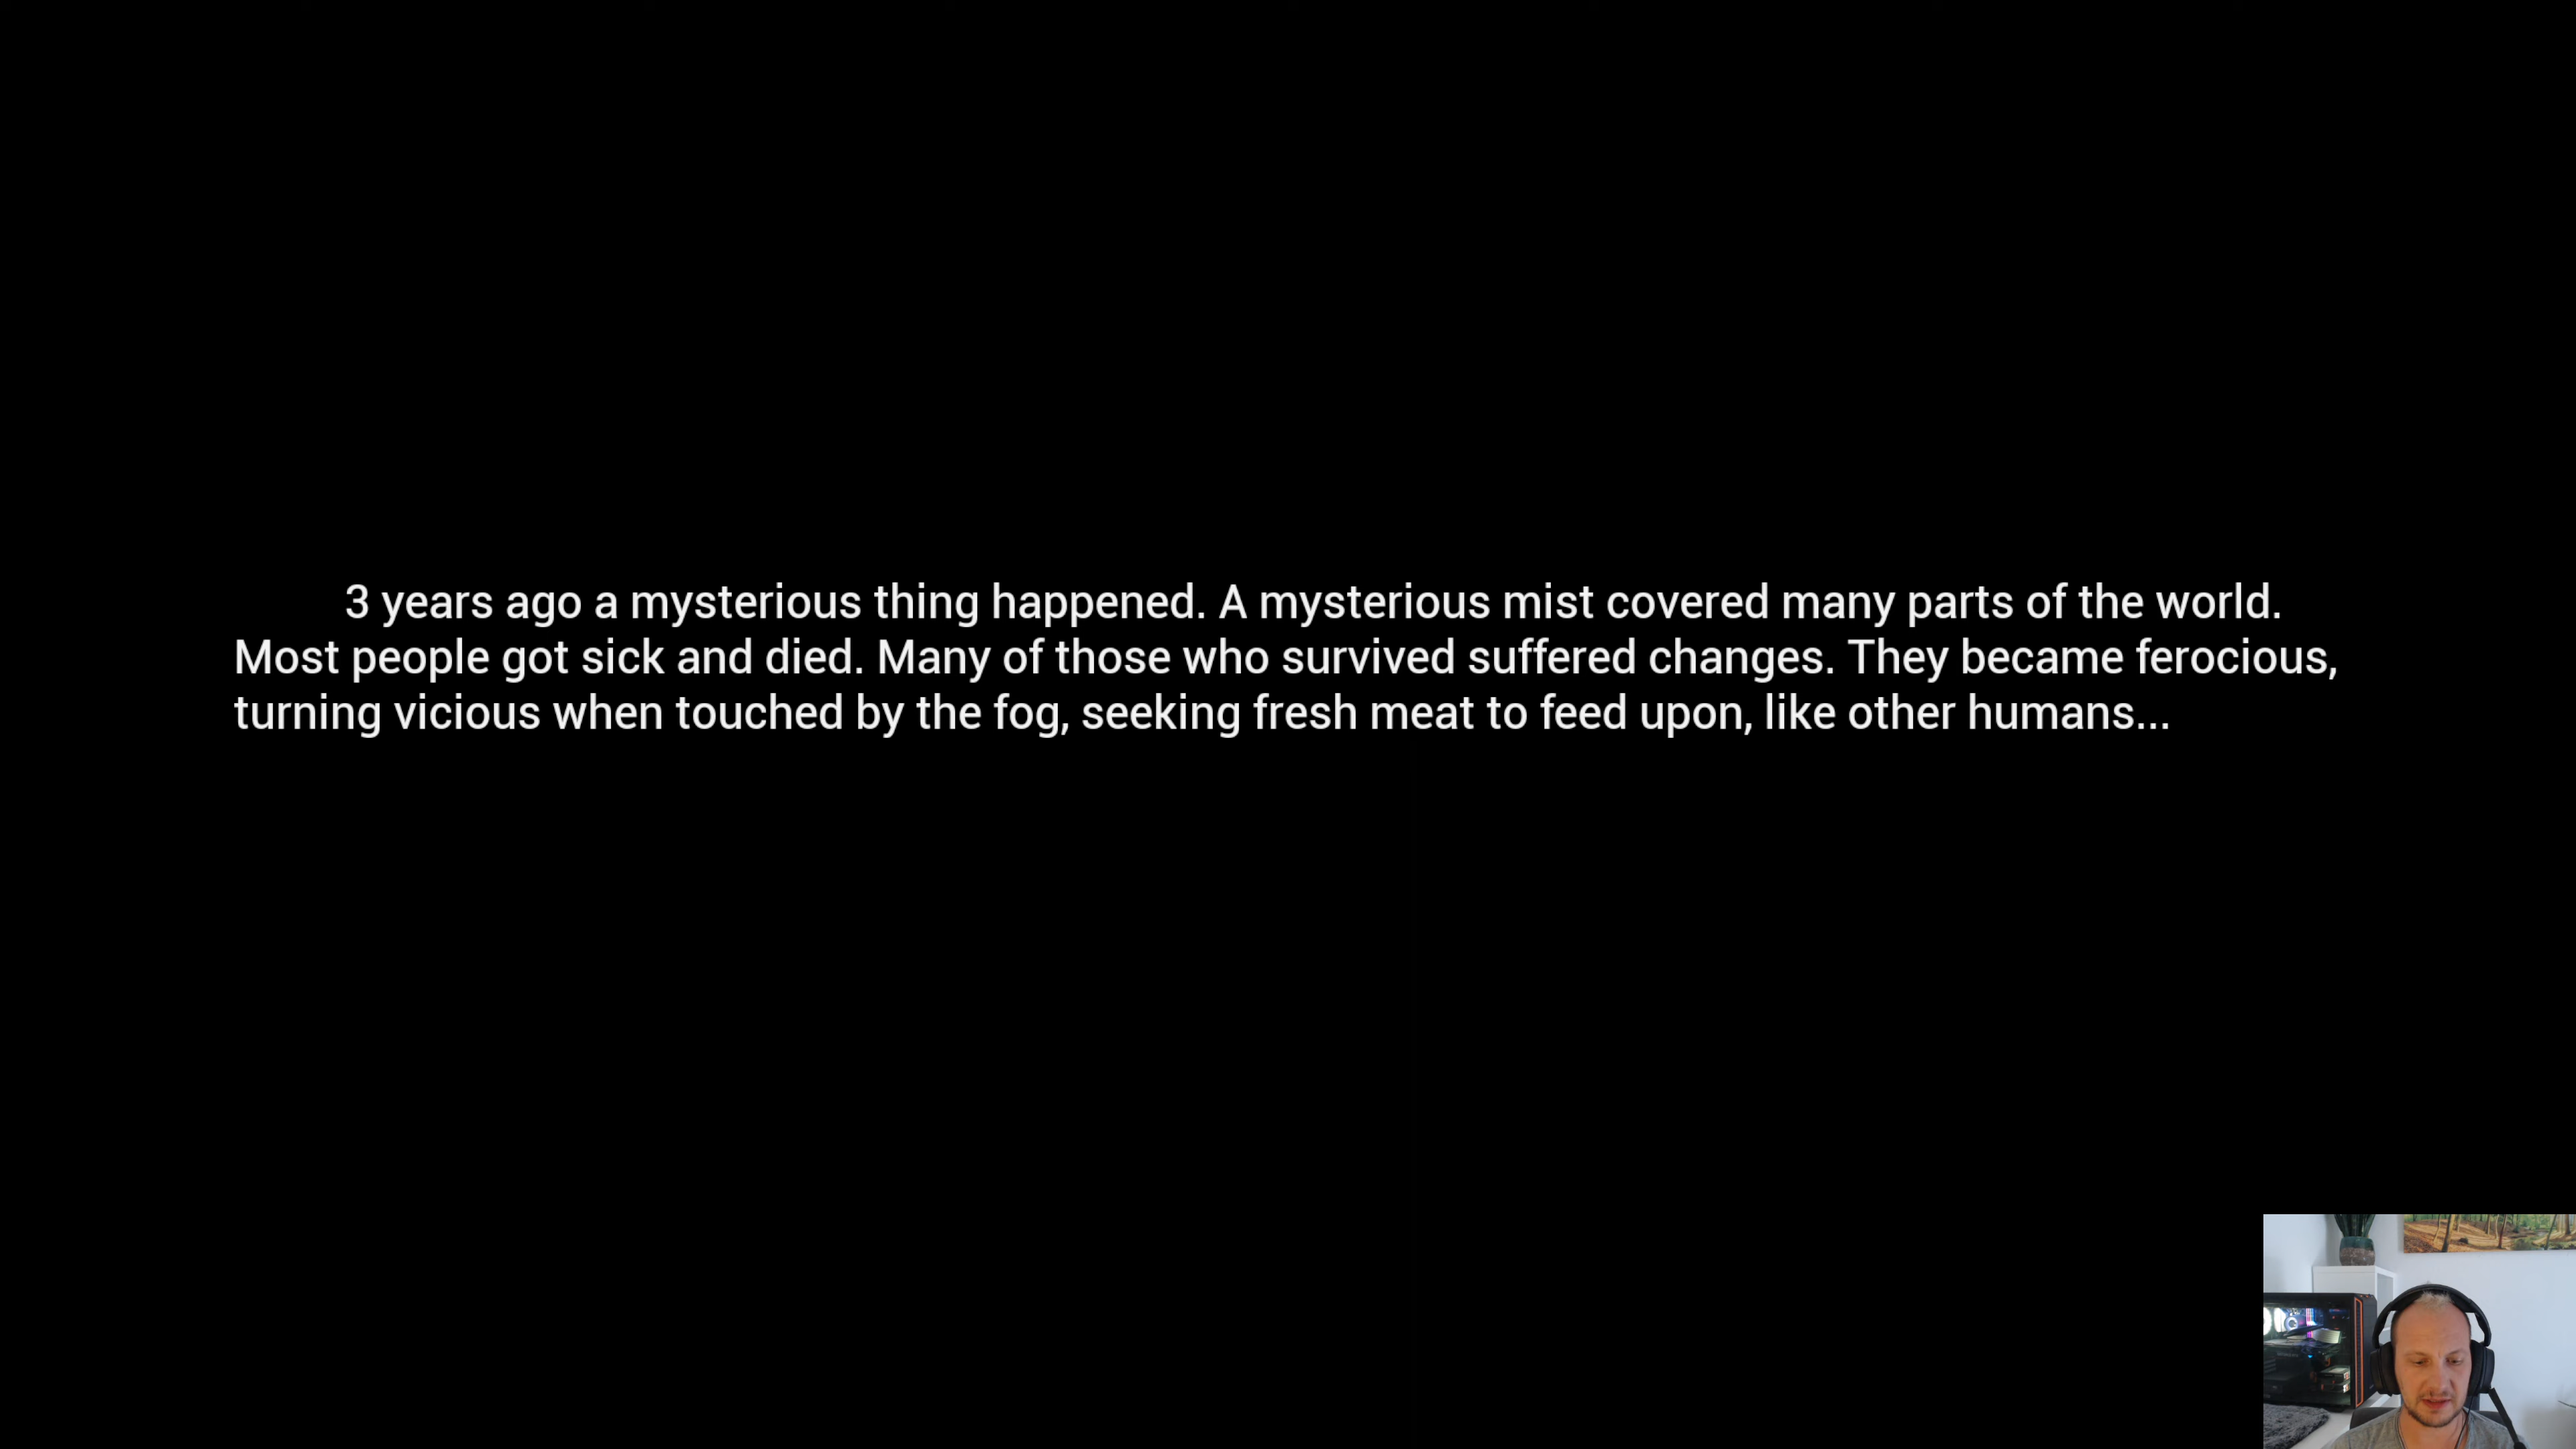 3 years ago a mysterious thing happened. A mysterious mist covered many parts of the world.
Most people got sick and died. Many of those who survived suffered changes. They became ferocious,
turning vicious when touched by the fog, seeking fresh meat to feed upon, like other humans...